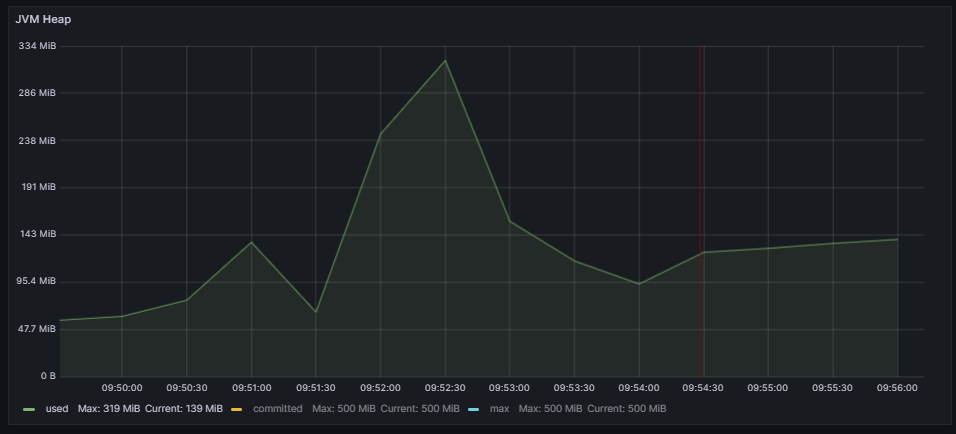 JVM Heap
334 MiB
286 MiB
238 MiB
191 MiB
143 MiB
95.4 MiB
47.7 MiB
0 B
09:50:00 09:50:30 09:51:00 09:51:30 09:52:00 09:52:30 09:53:00 09:53:30 09:54:00 09:54:30 09:55:00 09:55:30 09:56:00
used Max: 319 MiB Current: 139 MiB committed Max: 500 MiB Current: 500 MiB max Max: 500 MiB Current: 500 MiB